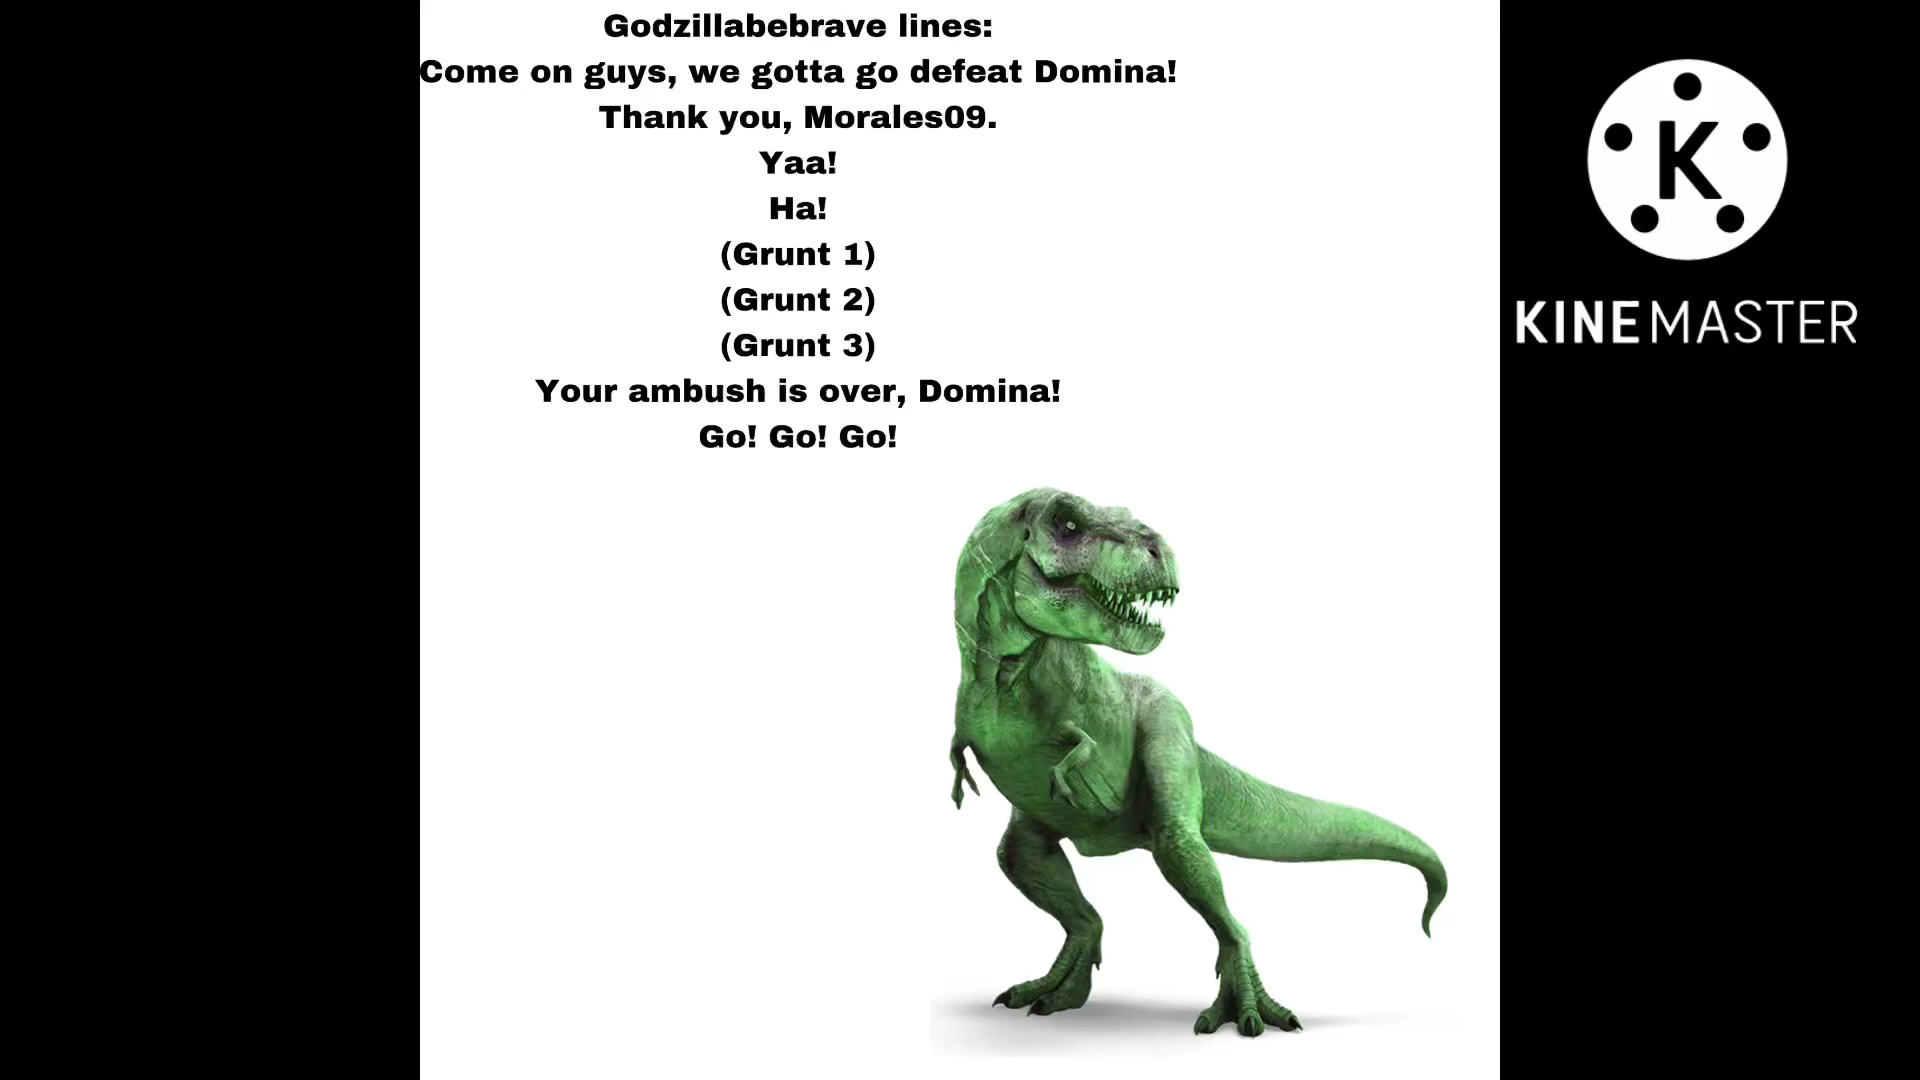 Godzillabebrave lines:
Come on guys, we gotta go defeat Domina!
Thank you, Morales09.
Yaa!
Ha!
(Grunt 1)
(Grunt 2)
(Grunt 3)
Your ambush is over, Domina!
Go! Go! Go!
K
KINEMASTER